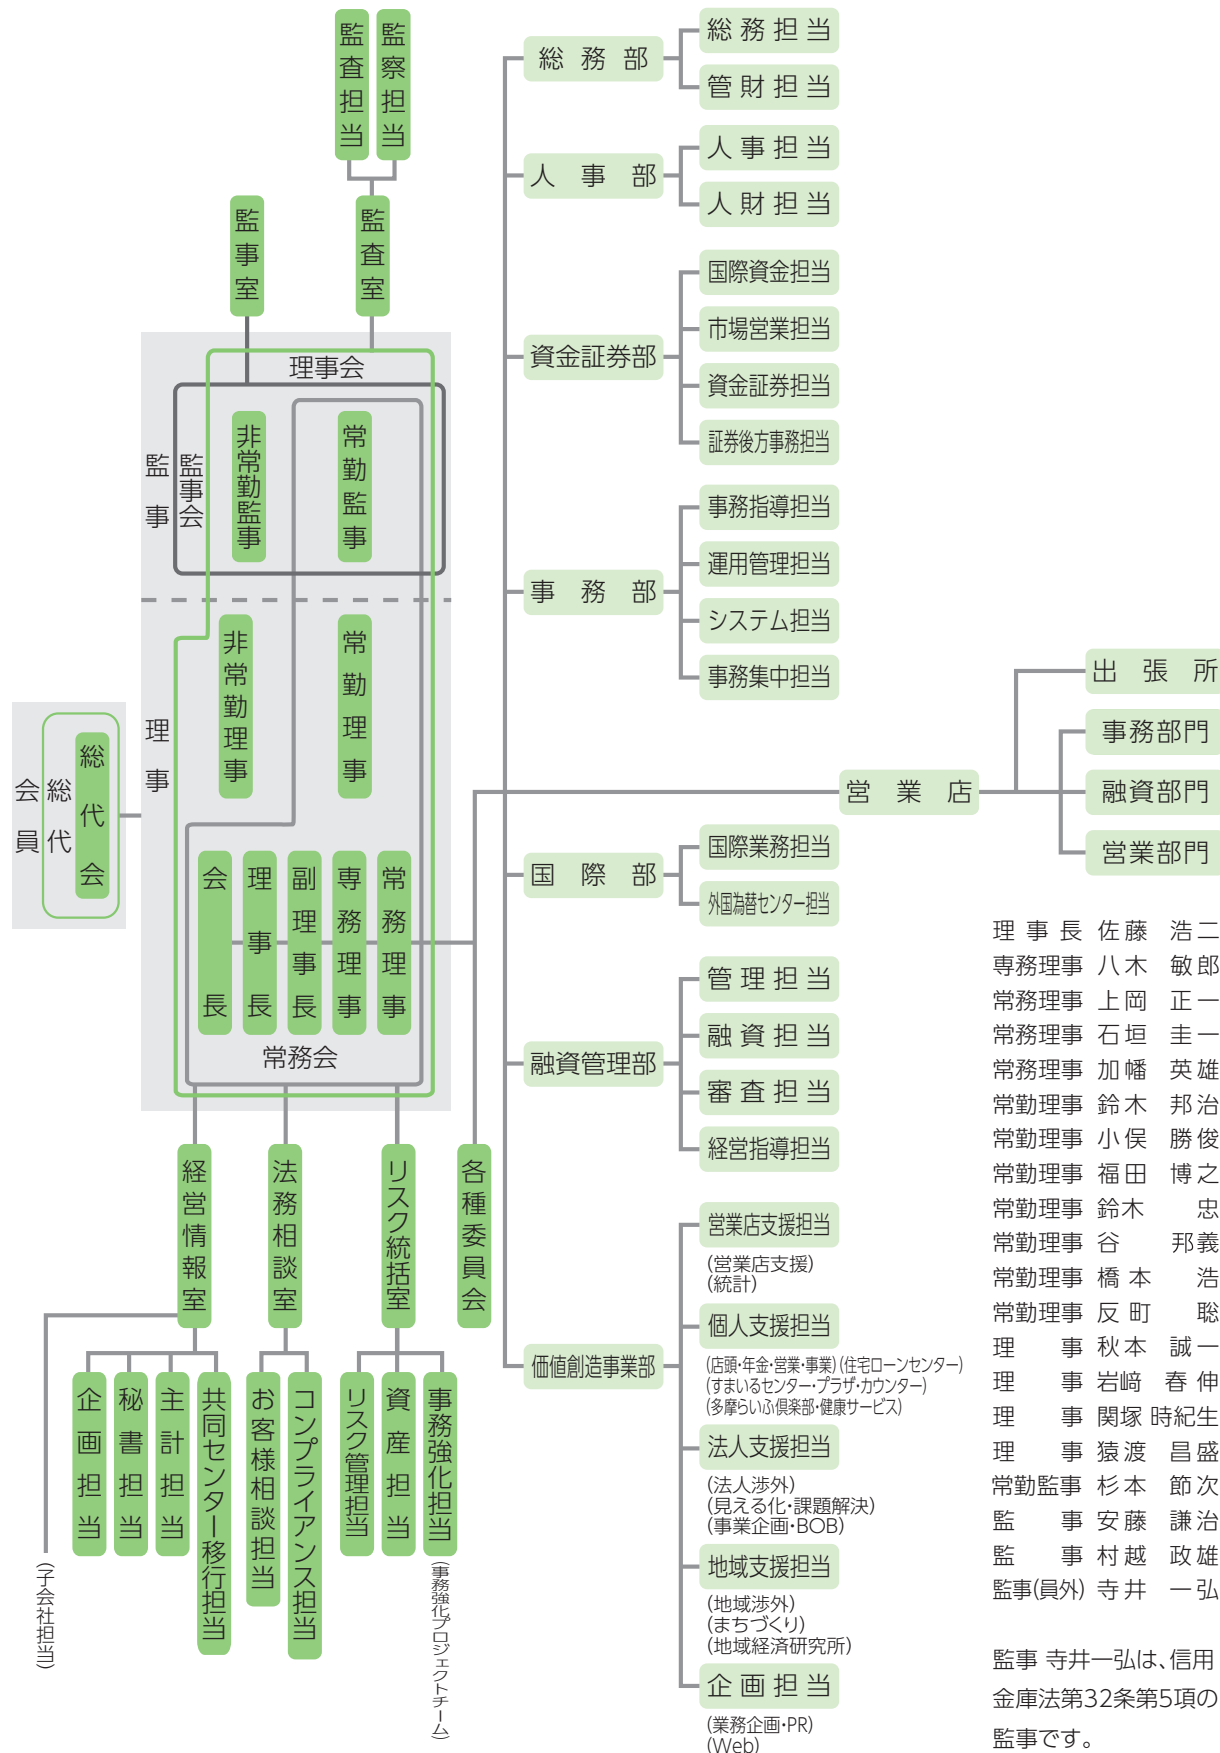 監査担当
監察担当
監事室
監査室
理事会
監事
監事会
非常勤監事
常勤監事
理事
非常勤理事
常勤理事
会員
総代
総代会
会長
理事長
副理事長
専務理事
常務理事
常務会
経営情報室
法務相談室
リスク統括室
各種委員会
(子会社担当)
企画担当
秘書担当
主計担当
共同センター移行担当
お客様相談担当
コンプライアンス担当
リスク管理担当
資産担当
事務強化担当
(事務強化プロジェクトチーム)
総務部
総務担当
管財担当
人事部
人事担当
人財担当
資金証券部
国際資金担当
市場営業担当
資金証券担当
証券後方事務担当
事務部
事務指導担当
運用管理担当
システム担当
事務集中担当
営業店
出張所
事務部門
融資部門
営業部門
国際部
国際業務担当
外国為替センター担当
融資管理部
管理担当
融資担当
審査担当
経営指導担当
価値創造事業部
営業店支援担当
(営業店支援)
(統計)
個人支援担当
(店頭・年金・営業・事業)(住宅ローンセンター)
(すまいるセンター・プラザ・カウンター)
(多摩らいふ倶楽部・健康サービス)
法人支援担当
(法人渉外)
(見える化・課題解決)
(事業企画・BOB)
地域支援担当
(地域渉外)
(まちづくり)
(地域経済研究所)
企画担当
(業務企画・PR)
(Web)
理事長 佐藤 浩二
専務理事 八木 敏郎
常務理事 上岡 正一
常務理事 石垣 圭一
常務理事 加幡 英雄
常勤理事 鈴木 邦治
常勤理事 小俣 勝俊
常勤理事 福田 博之
常勤理事 鈴木 忠
常勤理事 谷 邦義
常勤理事 橋本 浩
常勤理事 反町 聡
理事 秋本 誠一
理事 岩﨑 春伸
理事 関塚 時紀生
理事 猿渡 昌盛
常勤監事 杉本 節次
監事 安藤 謙治
監事 村越 政雄
監事(員外) 寺井 一弘
監事 寺井一弘は、信用
金庫法第32条第5項の
監事です。